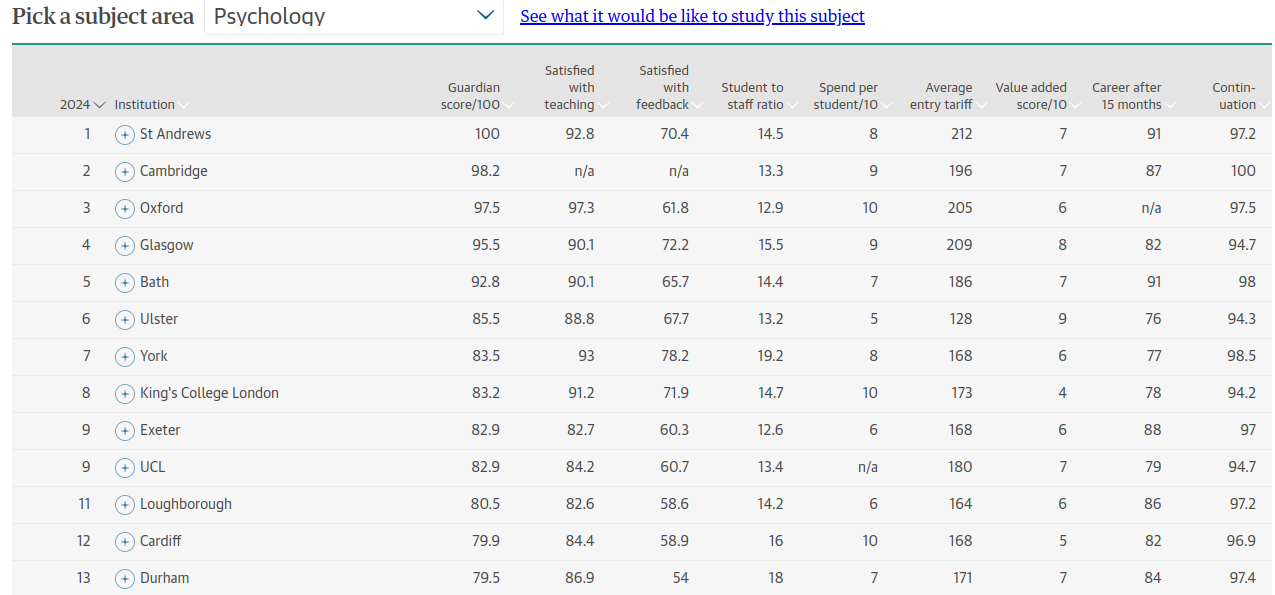 Pick a subject area Psychology See what it would be like to study this subject
2024 Institution Guardian score/100 Satisfied with teaching Satisfied with feedback Student to staff ratio Spend per student/10 Average entry tariff Value added score/10 Career after 15 months Contin-uation
1 St Andrews 100 92.8 70.4 14.5 8 212 7 91 97.2
2 Cambridge 98.2 n/a n/a 13.3 9 196 7 87 100
3 Oxford 97.5 97.3 61.8 12.9 10 205 6 n/a 97.5
4 Glasgow 95.5 90.1 72.2 15.5 9 209 8 82 94.7
5 Bath 92.8 90.1 65.7 14.4 7 186 7 91 98
6 Ulster 85.5 88.8 67.7 13.2 5 128 9 76 94.3
7 York 83.5 93 78.2 19.2 8 168 6 77 98.5
8 King's College London 83.2 91.2 71.9 14.7 10 173 4 78 94.2
9 Exeter 82.9 82.7 60.3 12.6 6 168 6 88 97
9 UCL 82.9 84.2 60.7 13.4 n/a 180 7 79 94.7
11 Loughborough 80.5 82.6 58.6 14.2 6 164 6 86 97.2
12 Cardiff 79.9 84.4 58.9 16 10 168 5 82 96.9
13 Durham 79.5 86.9 54 18 7 171 7 84 97.4